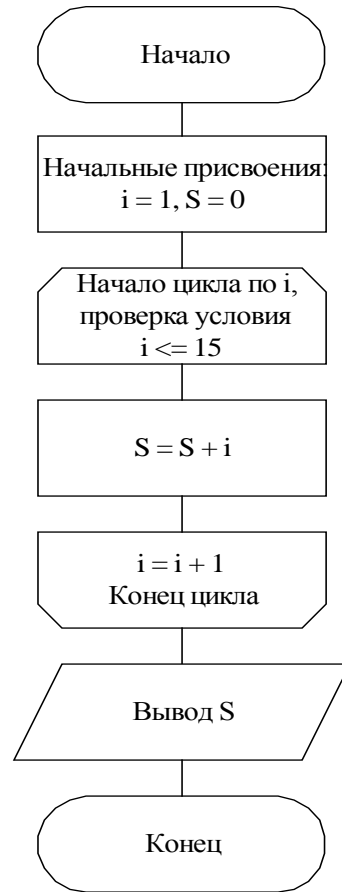 Начало
Начальные присвоения:
i = 1, S = 0
Начало цикла по i,
проверка условия
i <= 15
S = S + i
i = i + 1
Конец цикла
Вывод S
Конец